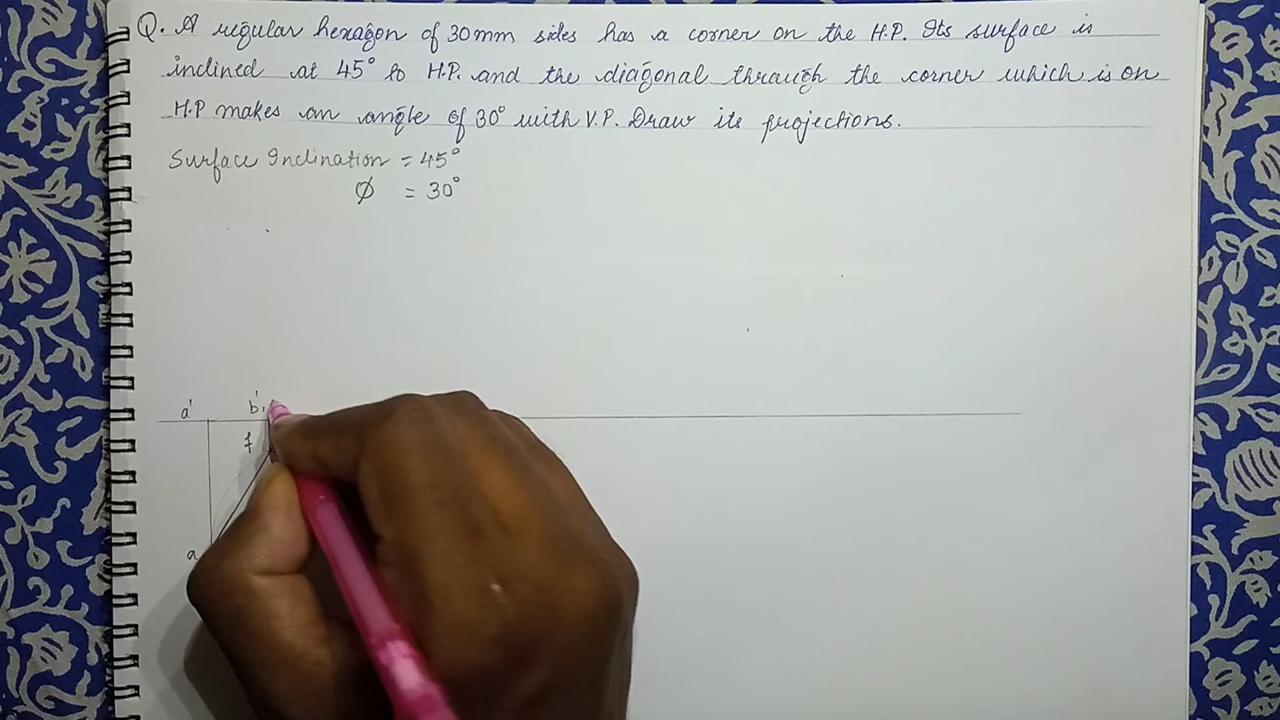 Q. A regular hexagon of 30mm sides has a corner on the H.P. Its surface is
inclined at 45° to H.P. and the diagonal through the corner which is on
H.P makes an angle of 30° with V.P. Draw its projections.
Surface Inclination = 45°
Ø = 30°
a' b',
f
a